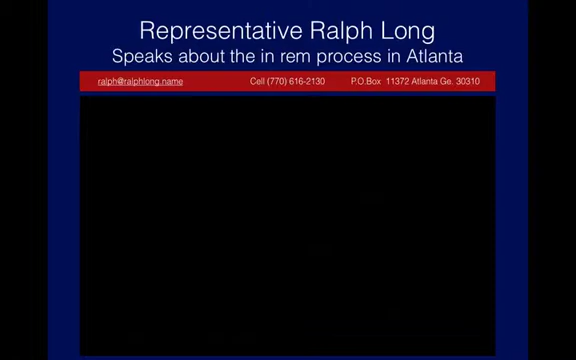 Representative Ralph Long
Speaks about the in rem process in Atlanta
ralph@ralphlong.name Cell (770) 616-2130 P.O.Box 11372 Atlanta Ge. 30310